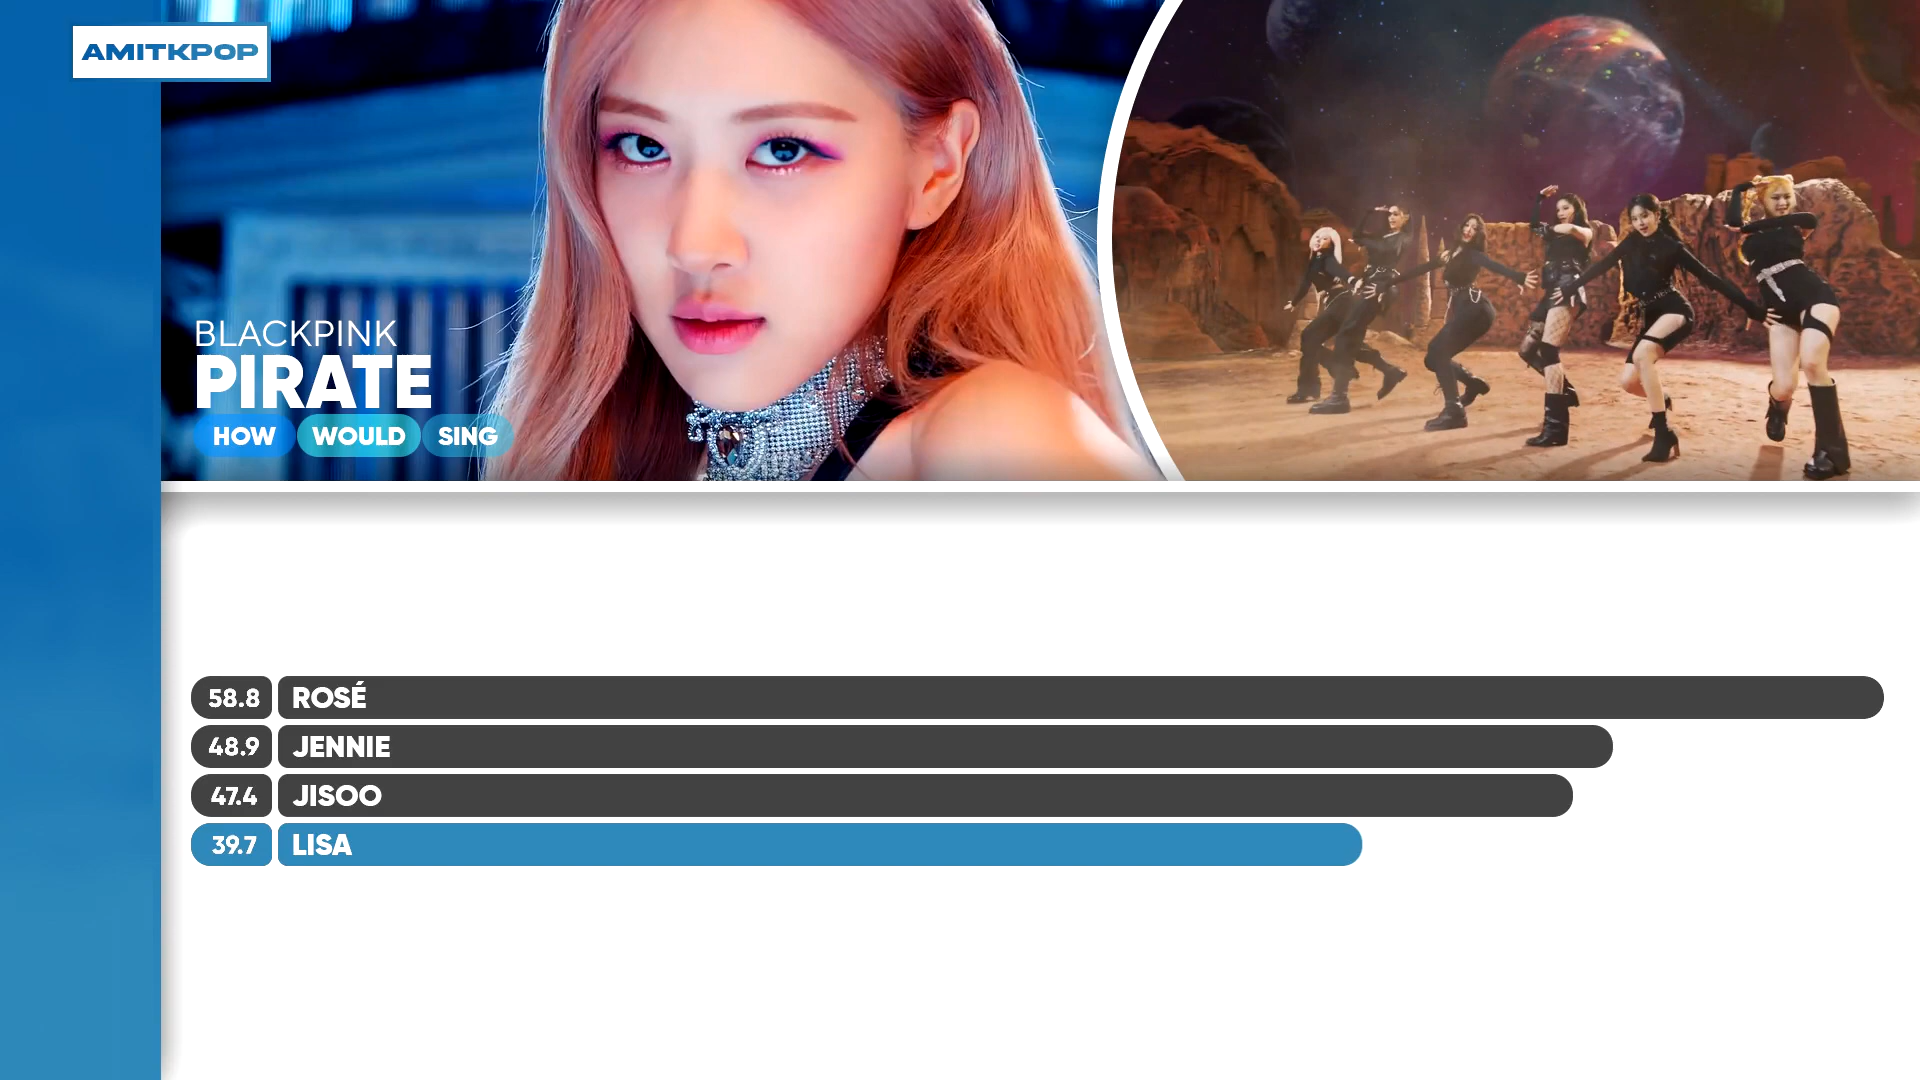 AMITKPOP
BLACKPINK
PIRATE
HOW WOULD SING
58.8 ROSÉ
48.9 JENNIE
47.4 JISOO
39.7 LISA